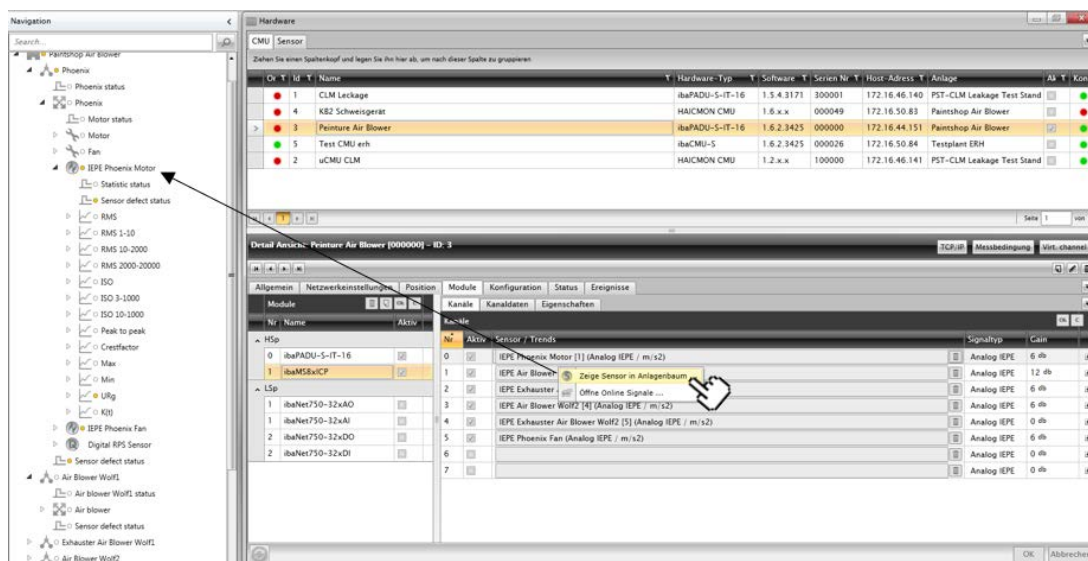 Navigation
Search...
Paintshop Air Blower
Phoenix
Phoenix status
Phoenix
Motor status
Motor
Fan
IEPE Phoenix Motor
Statistic status
Sensor defect status
RMS
RMS 1-10
RMS 10-2000
RMS 2000-20000
ISO
ISO 3-1000
ISO 10-1000
Peak to peak
Crestfactor
Max
Min
URg
K(t)
IEPE Phoenix Fan
Digital RPS Sensor
Sensor defect status
Air Blower Wolf1
Air blower Wolf1 status
Air blower
Sensor defect status
Exhauster Air Blower Wolf1
Air Blower Wolf2
Hardware
CMU Sensor
Ziehen Sie einen Spaltenkopf und legen Sie ihn hier ab, um nach dieser Spalte zu gruppieren
Or Id Name Hardware-Typ Software Serien Nr Host-Adress Anlage Ak Kon
1 CLM Leckage ibaPADU-S-IT-16 1.5.4.3171 300001 172.16.46.140 PST-CLM Leakage Test Stand
4 KB2 Schweisgerät HAICMON CMU 1.6.x.x 000049 172.16.50.83 Paintshop Air Blower
3 Peinture Air Blower ibaPADU-S-IT-16 1.6.2.3425 000000 172.16.44.151 Paintshop Air Blower
5 Test CMU erh ibaCMU-S 1.6.2.3425 000026 172.16.50.84 Testplant ERH
2 uCMU CLM HAICMON CMU 1.2.x.x 100000 172.16.46.141 PST-CLM Leakage Test Stand
1 Seite 1 von
Detail Ansicht: Peinture Air Blower [000000] - ID: 3 TCP/IP Messbedingung Virt. channel
Allgemein Netzwerkeinstellungen Position Module Konfiguration Status Ereignisse
Module Ok C
Nr Name Aktiv
HSp
0 ibaPADU-S-IT-16
1 ibaMS8xICP
LSp
1 ibaNet750-32xAO
1 ibaNet750-32xAI
2 ibaNet750-32xDO
2 ibaNet750-32xDI
Kanäle Kanaldaten Eigenschaften
Kanäle Ok C
Nr Aktiv Sensor / Trends Signaltyp Gain
0 IEPE Phoenix Motor [1] (Analog IEPE / m/s2) Analog IEPE 6 db
1 IEPE Air Blower Analog IEPE 12 db
2 IEPE Exhauster Analog IEPE 6 db
3 IEPE Air Blower Wolf2 [4] (Analog IEPE / m/s2) Analog IEPE 6 db
4 IEPE Exhauster Air Blower Wolf2 [5] (Analog IEPE / m/s2) Analog IEPE 0 db
5 IEPE Phoenix Fan (Analog IEPE / m/s2) Analog IEPE 6 db
6 Analog IEPE 0 db
7 Analog IEPE 0 db
Zeige Sensor in Anlagenbaum ...
Öffne Online Signale ...
OK Abbrechen